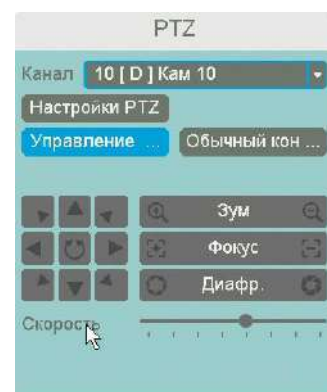 PTZ
Канал 10 [ D ] Кам 10
Настройки PTZ
Управление ... Обычный кон ...
Зум
Фокус
Диафр.
Скорость